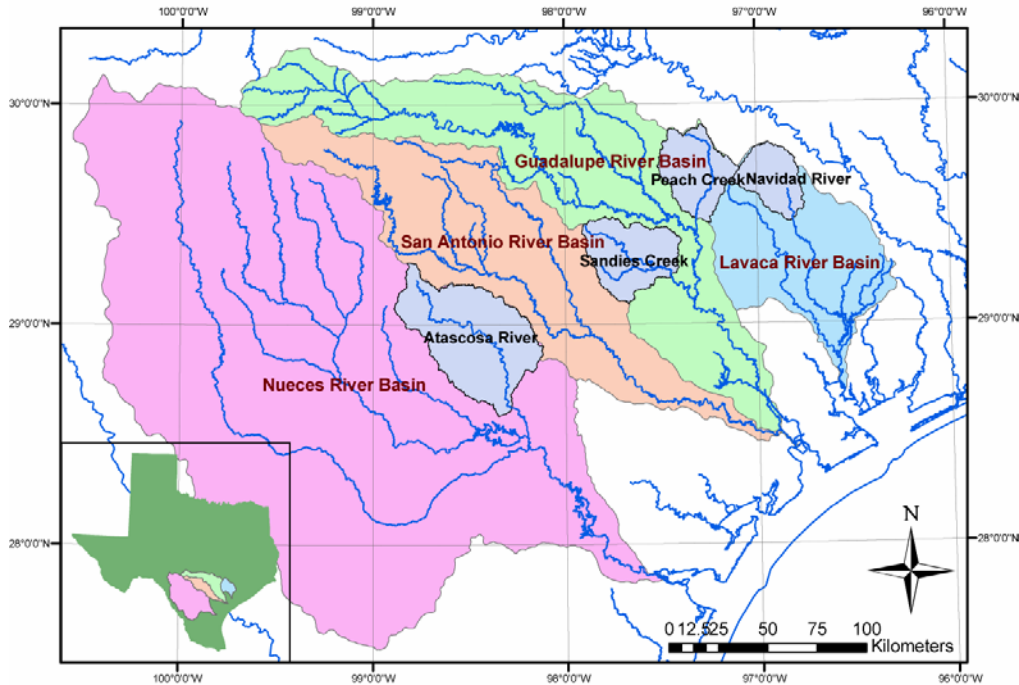 100°0'0"W
99°0'0"W
98°0'0"W
97°0'0"W
96°0'0"W
30°0'0"N
30°0'0"N
Guadalupe River Basin
Peach Creek
Navidad River
San Antonio River Basin
Sandies Creek
Lavaca River Basin
29°0'0"N
29°0'0"N
Atascosa River
Nueces River Basin
28°0'0"N
28°0'0"N
N
0 12.525 50 75 100
Kilometers
100°0'0"W
99°0'0"W
98°0'0"W
97°0'0"W
96°0'0"W